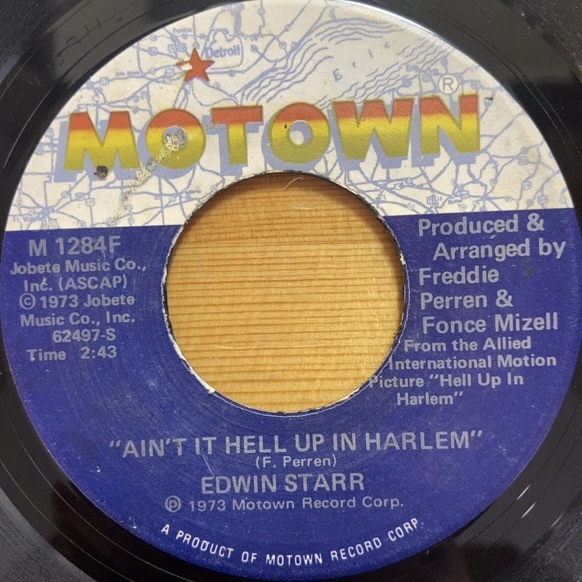 Detroit
Erie
MOTOWN®
M 1284F
Jobete Music Co.,
Inc. (ASCAP)
©1973 Jobete
Music Co., Inc.
62497-S
Time 2:43
Produced &
Arranged by
Freddie
Perren &
Fonce Mizell
From the Allied
International Motion
Picture "Hell Up In
Harlem"
"AIN'T IT HELL UP IN HARLEM"
(F. Perren)
EDWIN STARR
℗ 1973 Motown Record Corp.
A PRODUCT OF MOTOWN RECORD CORP.